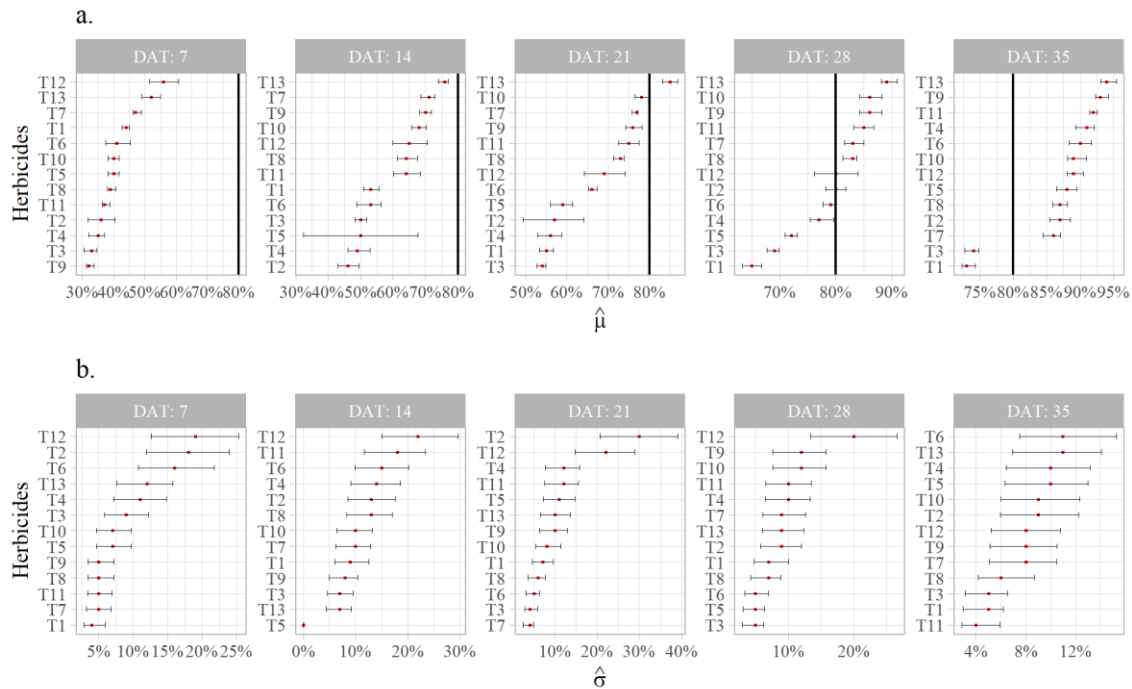 a.
DAT: 7 DAT: 14 DAT: 21 DAT: 28 DAT: 35
Herbicides
T12 T13 T13 T13 T13
T13 T7 T10 T10 T9
T7 T9 T7 T9 T11
T1 T10 T9 T11 T4
T6 T12 T11 T7 T6
T10 T8 T8 T8 T10
T5 T11 T12 T12 T12
T8 T1 T6 T2 T5
T11 T6 T5 T6 T8
T2 T3 T2 T4 T2
T4 T5 T4 T5 T7
T3 T4 T1 T3 T3
T9 T2 T3 T1 T1
30% 40% 50% 60% 70% 80% 30% 40% 50% 60% 70% 80% 50% 60% 70% 80% 70% 80% 90% 75% 80% 85% 90% 95%
μ̂
b.
DAT: 7 DAT: 14 DAT: 21 DAT: 28 DAT: 35
Herbicides
T12 T12 T2 T12 T6
T2 T11 T12 T9 T13
T6 T6 T4 T10 T4
T13 T4 T11 T11 T5
T4 T2 T5 T4 T10
T3 T8 T13 T7 T2
T10 T10 T9 T13 T12
T5 T7 T10 T2 T9
T9 T1 T1 T1 T7
T8 T9 T8 T8 T8
T11 T3 T6 T6 T3
T7 T13 T3 T5 T1
T1 T5 T7 T3 T11
5% 10% 15% 20% 25% 0% 10% 20% 30% 10% 20% 30% 40% 10% 20% 4% 8% 12%
σ̂